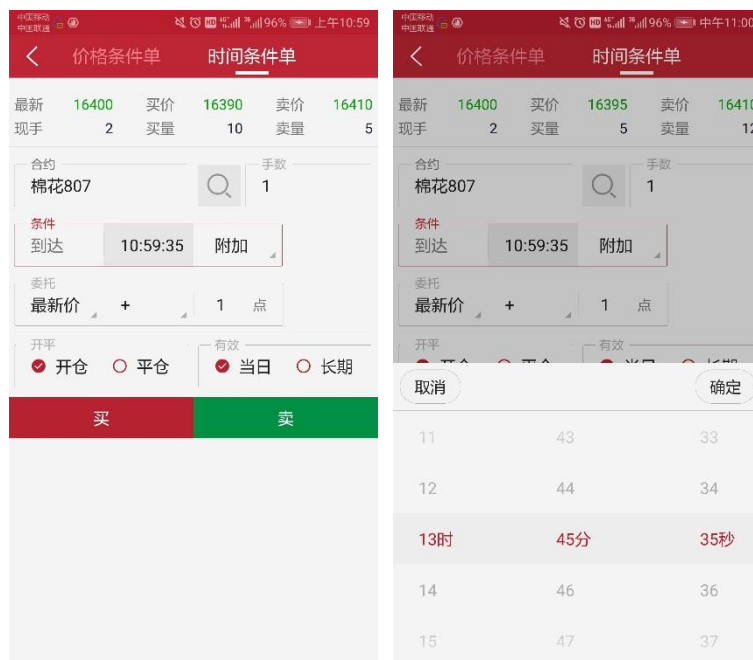 中国移动
中国联通
HD
96%
上午10:59
价格条件单 时间条件单
最新 16400 买价 16390 卖价 16410
现手 2 买量 10 卖量 5
合约 手数
棉花807 1
条件
到达 10:59:35 附加
委托
最新价 + 1 点
开平 有效
开仓 平仓 当日 长期
买 卖
中国移动
中国联通
HD
96%
中午11:00
价格条件单 时间条件单
最新 16400 买价 16395 卖价 16410
现手 2 买量 5 卖量 12
合约 手数
棉花807 1
条件
到达 10:59:35 附加
委托
最新价 + 1 点
开平 有效
取消 确定
11 43 33
12 44 34
13时 45分 35秒
14 46 36
15 47 37